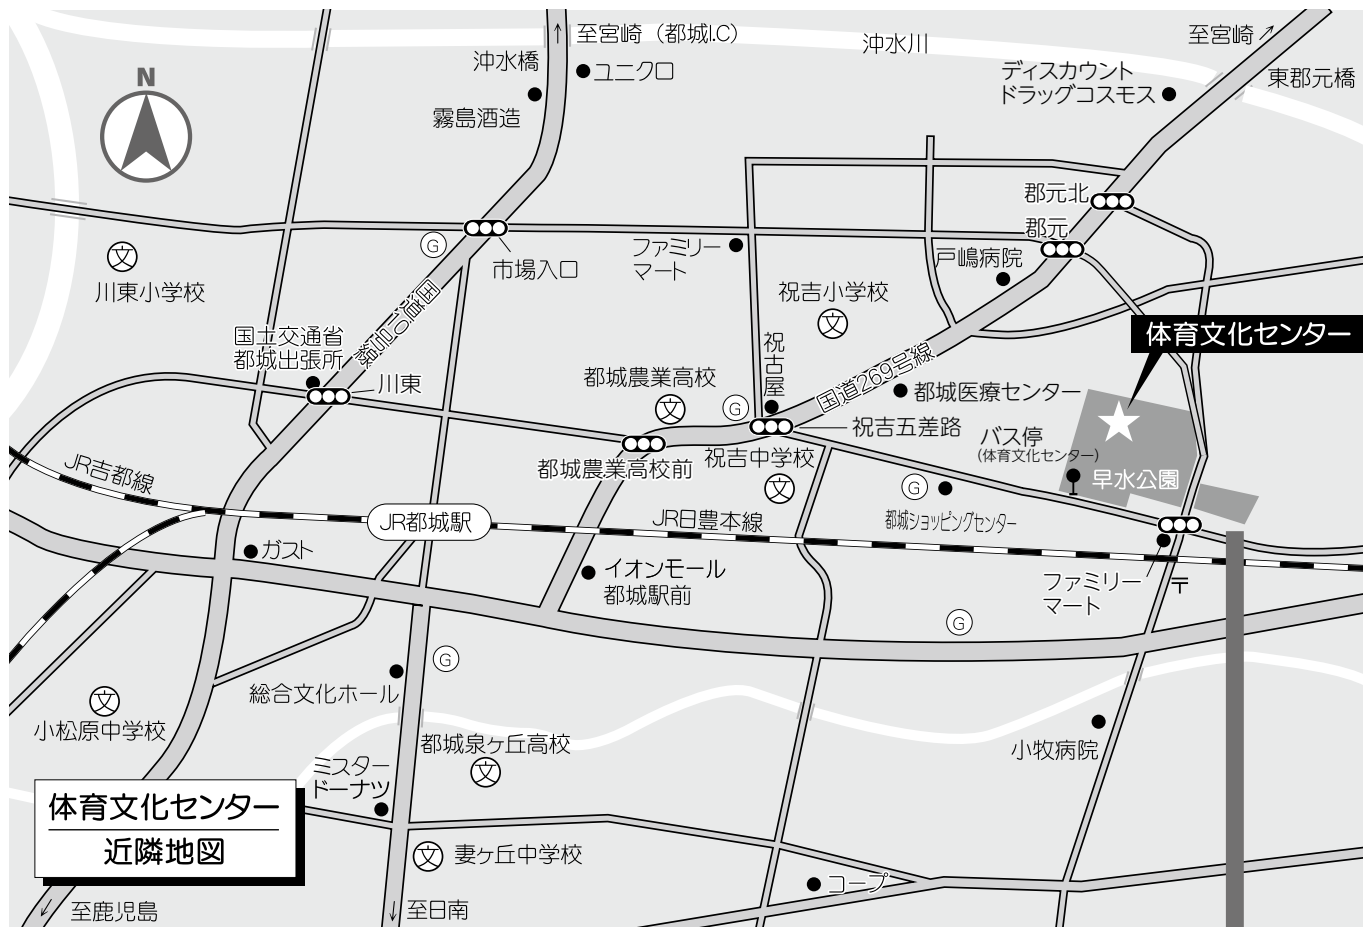 至宮崎（都城I.C）
沖水川
至宮崎
沖水橋
ユニクロ
ディスカウント
ドラッグコスモス
東郡元橋
霧島酒造
N
郡元北
郡元
G
市場入口
ファミリー
マート
戸嶋病院
文
川東小学校
祝吉小学校
文
国道10号線
国土交通省
都城出張所
川東
体育文化センター
祝吉屋
国道269号線
都城農業高校
文
G
都城医療センター
祝吉五差路
バス停
(体育文化センター)
早水公園
都城農業高校前
祝吉中学校
文
G
都城ショッピングセンター
JR吉都線
JR都城駅
JR日豊本線
ガスト
イオンモール
都城駅前
ファミリー
マート
〒
G
G
総合文化ホール
文
小松原中学校
都城泉ヶ丘高校
文
小牧病院
ミスター
ドーナツ
体育文化センター
近隣地図
文
妻ヶ丘中学校
コープ
至鹿児島
至日南